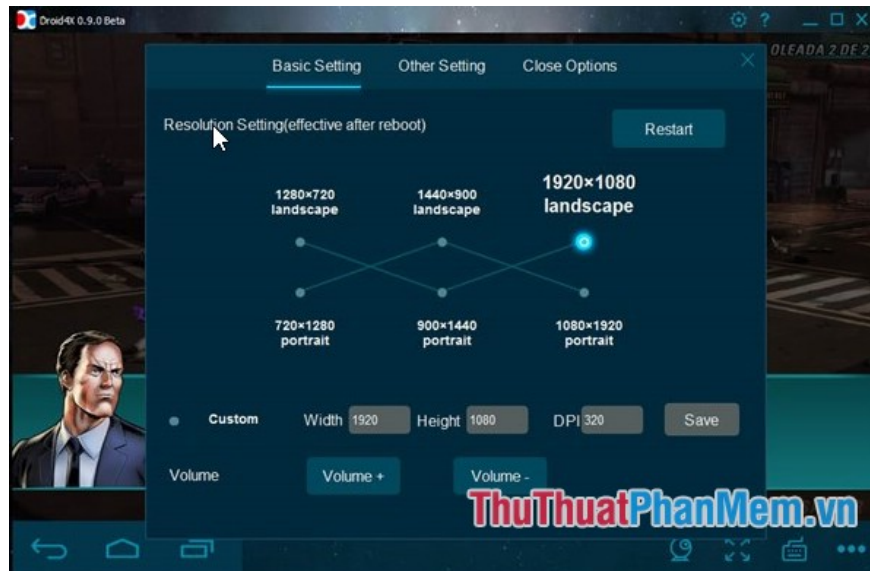 Droid4X 0.9.0 Beta
OLEADA 2 DE 2
Basic Setting Other Setting Close Options
Resolution Setting(effective after reboot)
Restart
1280×720 landscape
1440×900 landscape
1920×1080 landscape
720×1280 portrait
900×1440 portrait
1080×1920 portrait
Custom Width 1920 Height 1080 DPI 320 Save
Volume Volume + Volume -
ThuThuatPhanMem.vn